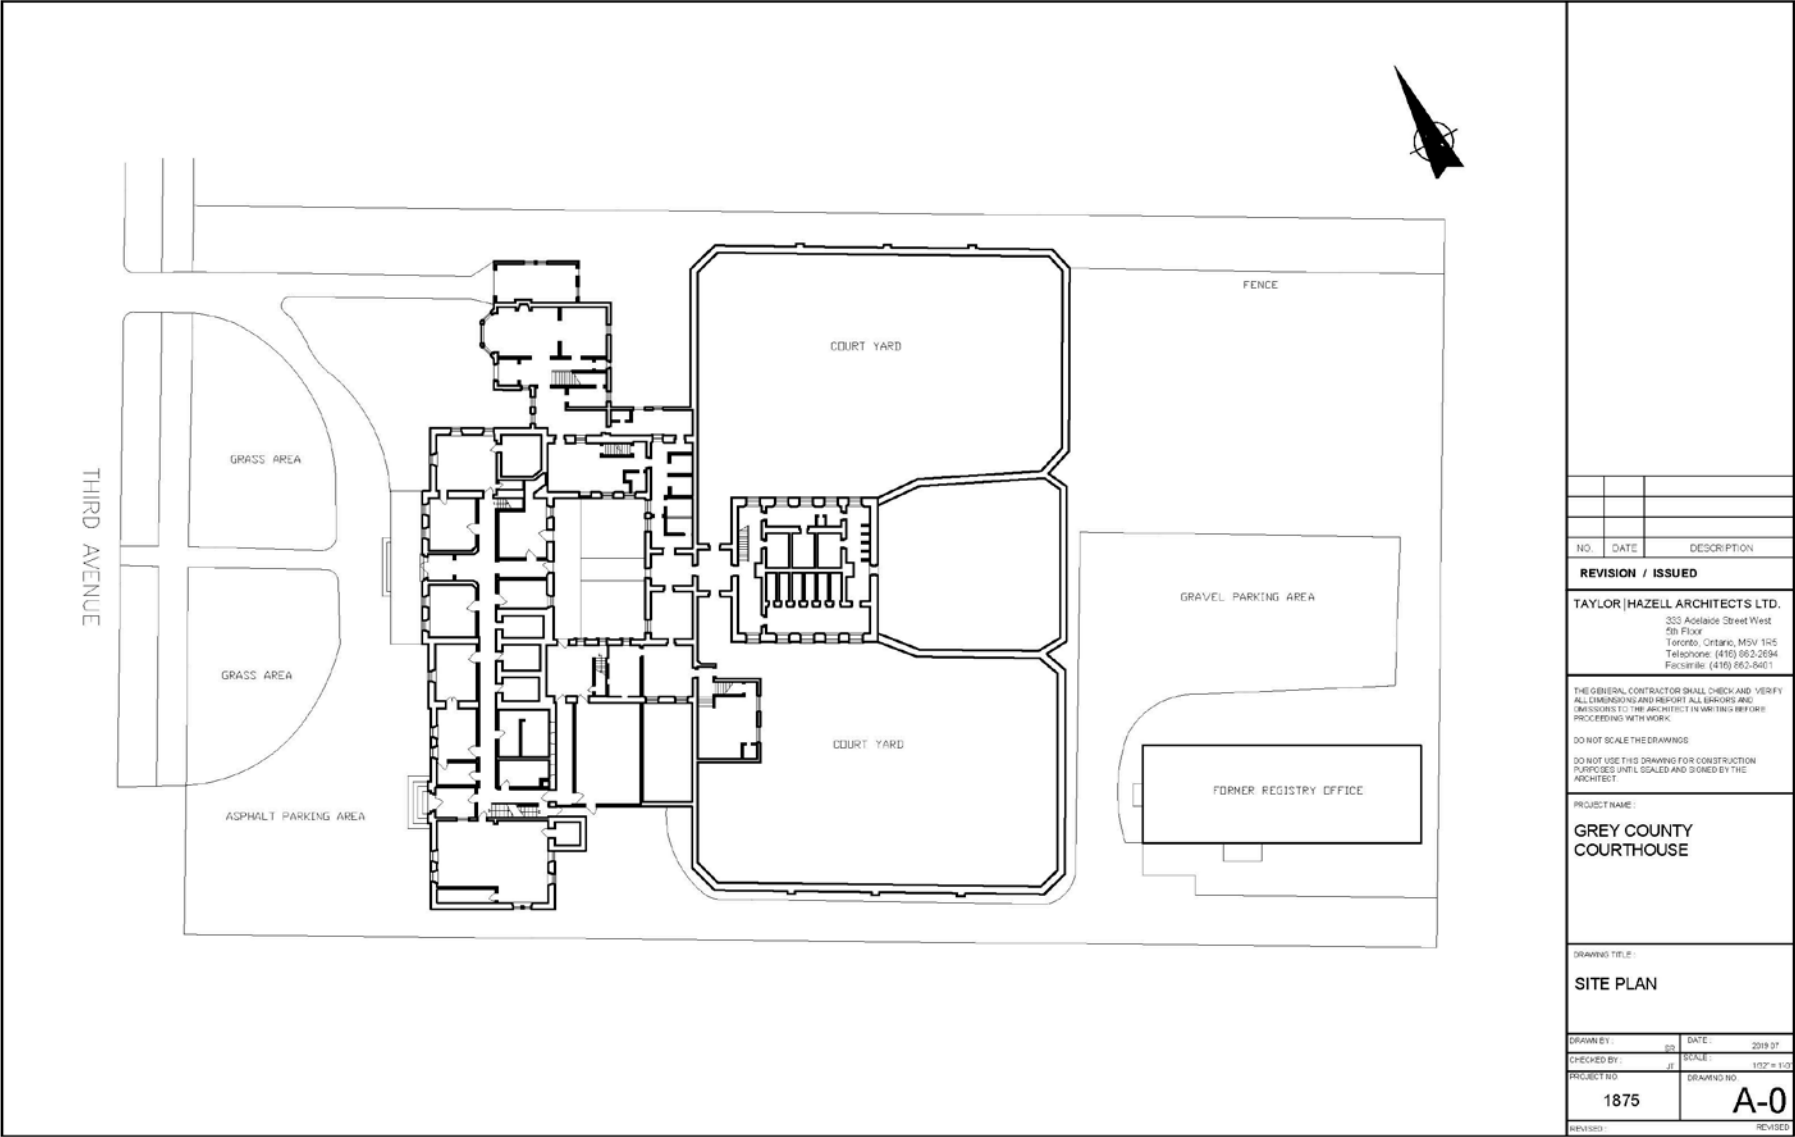 FENCE
COURT YARD
GRASS AREA
THIRD AVENUE
GRAVEL PARKING AREA
GRASS AREA
COURT YARD
FORMER REGISTRY OFFICE
ASPHALT PARKING AREA
NO. DATE DESCRIPTION
REVISION / ISSUED
TAYLOR|HAZELL ARCHITECTS LTD.
333 Adelaide Street West
5th Floor
Toronto, Ontario, M5V 1R5
Telephone: (416) 862-2694
Facsimile: (416) 862-8401
THE GENERAL CONTRACTOR SHALL CHECK AND VERIFY
ALL DIMENSIONS AND REPORT ALL ERRORS AND
OMISSIONS TO THE ARCHITECT IN WRITING BEFORE
PROCEEDING WITH WORK.
DO NOT SCALE THE DRAWINGS
DO NOT USE THIS DRAWING FOR CONSTRUCTION
PURPOSES UNTIL SEALED AND SIGNED BY THE
ARCHITECT.
PROJECT NAME :
GREY COUNTY
COURTHOUSE
DRAWING TITLE :
SITE PLAN
DRAWN BY :
DATE : 2019 07
CHECKED BY : JT
SCALE : 1/32" = 1'-0"
PROJECT NO.
1875
DRAWING NO.
A-0
REVISED :
REVISED